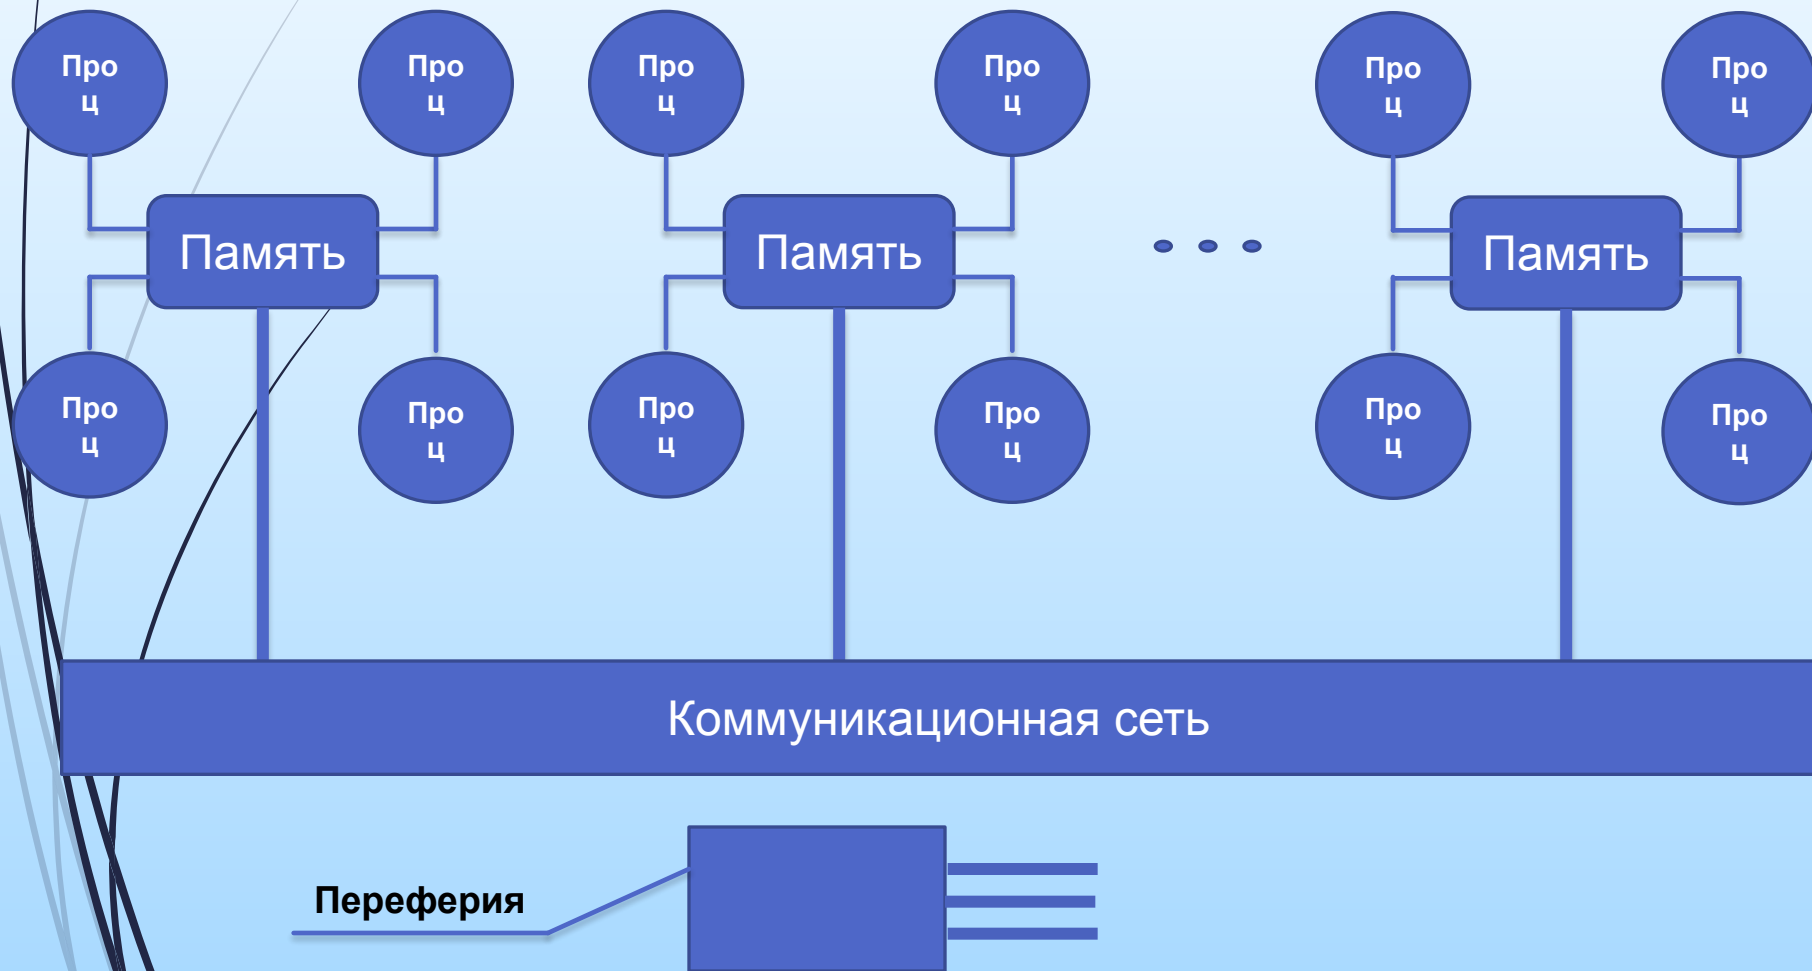 Про
ц
Про
ц
Про
ц
Про
ц
Про
ц
Про
ц
Память
Память
Память
Про
ц
Про
ц
Про
ц
Про
ц
Про
ц
Про
ц
Коммуникационная сеть
Переферия